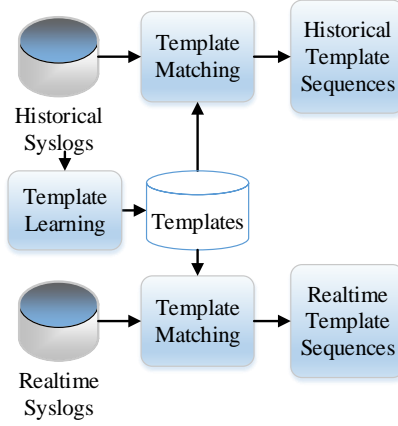 Template
Matching
Historical
Template
Sequences
Historical
Syslogs
Template
Learning
Templates
Template
Matching
Realtime
Template
Sequences
Realtime
Syslogs